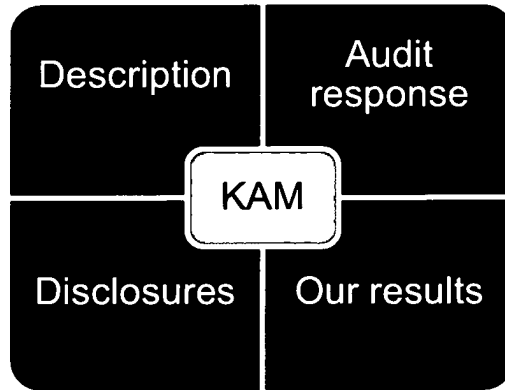 Description
Audit
response
KAM
Disclosures
Our results